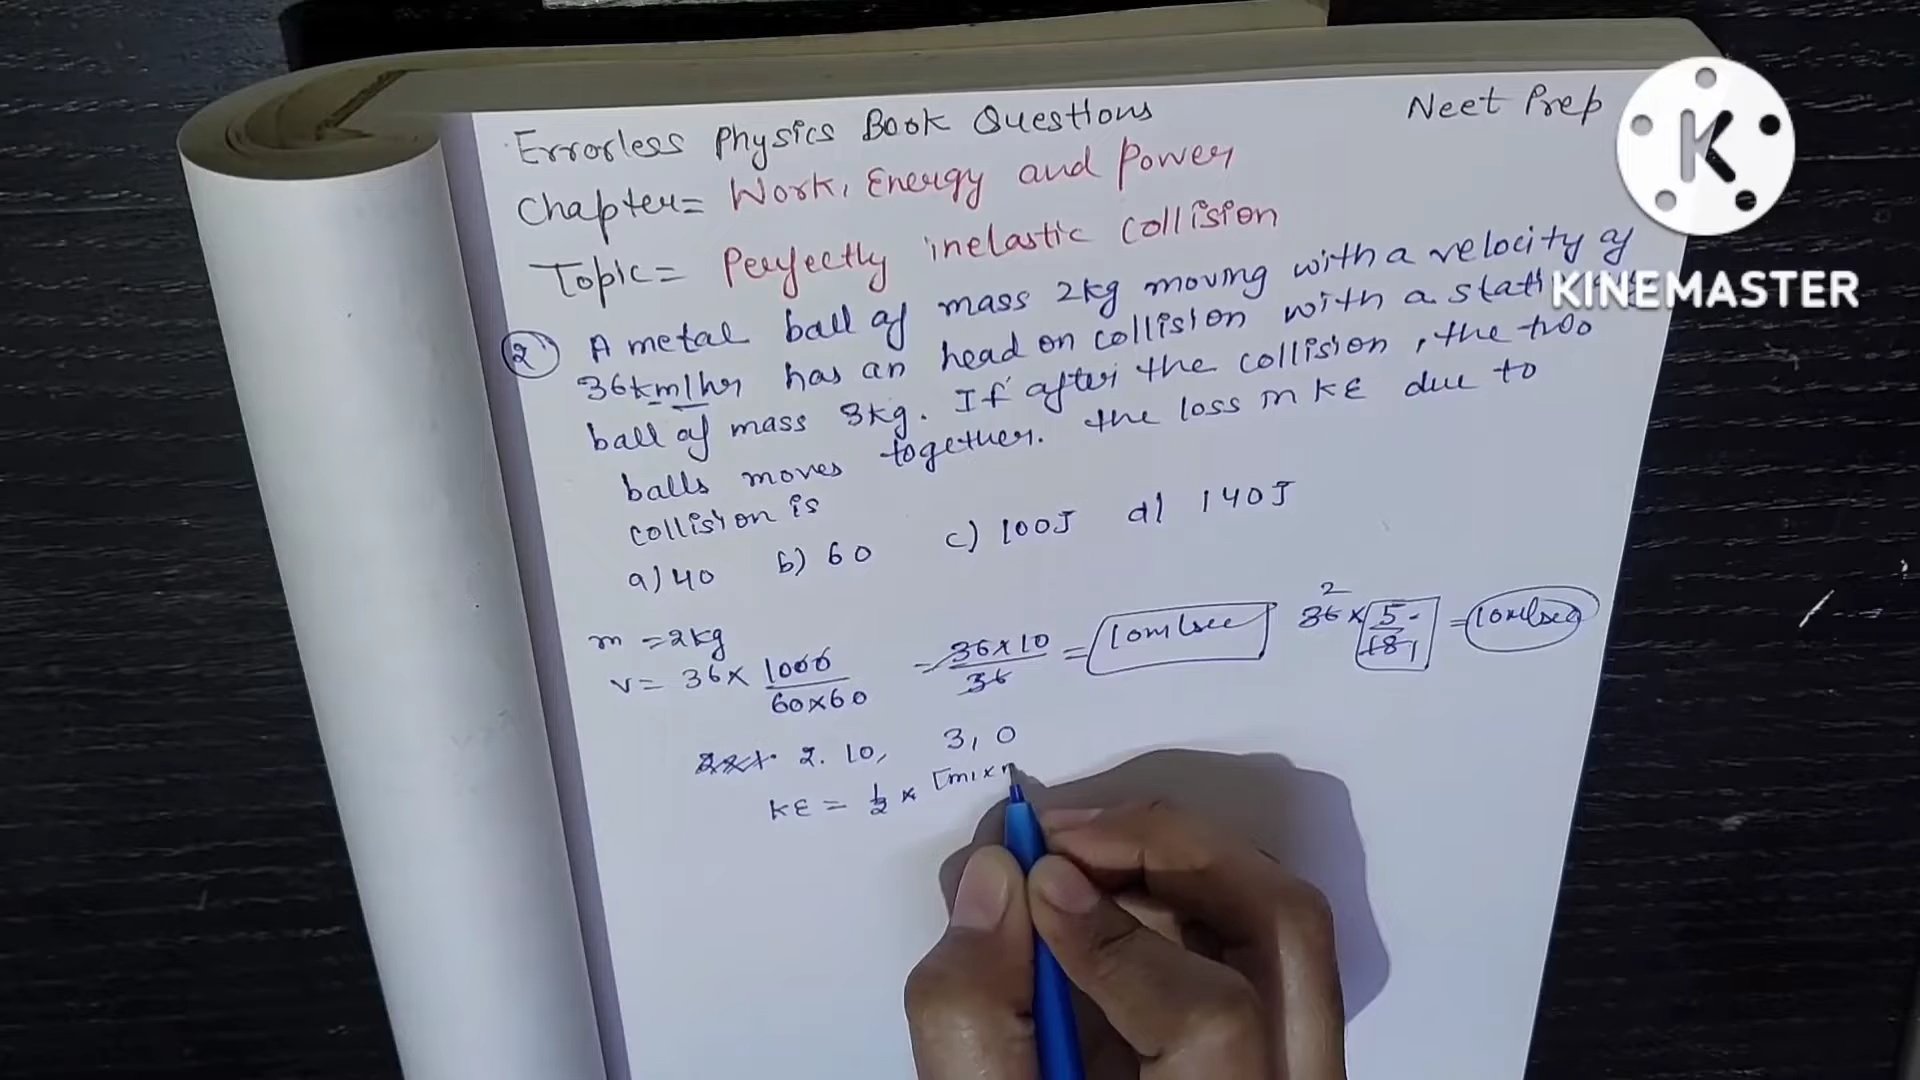 Errorless Physics Book Questions Neet Prep
Chapter= Work, Energy and Power
Topic= Perfectly inelastic collision
2 A metal ball of mass 2kg moving with a velocity of
36km/hr has an head on collision with a stati
ball of mass 3kg. If after the collision, the two
balls moves together. the loss in KE due to
collision is
a) 40 b) 60 c) 100J d) 140J
m = 2kg
v = 36 × 1000/60×60 = 36×10/36 = 10m/sec 36 × 5/18 = 10m/sec
2
1
2. 10, 3, 0
KE = 1/2 × [m1 ×
K
KINEMASTER